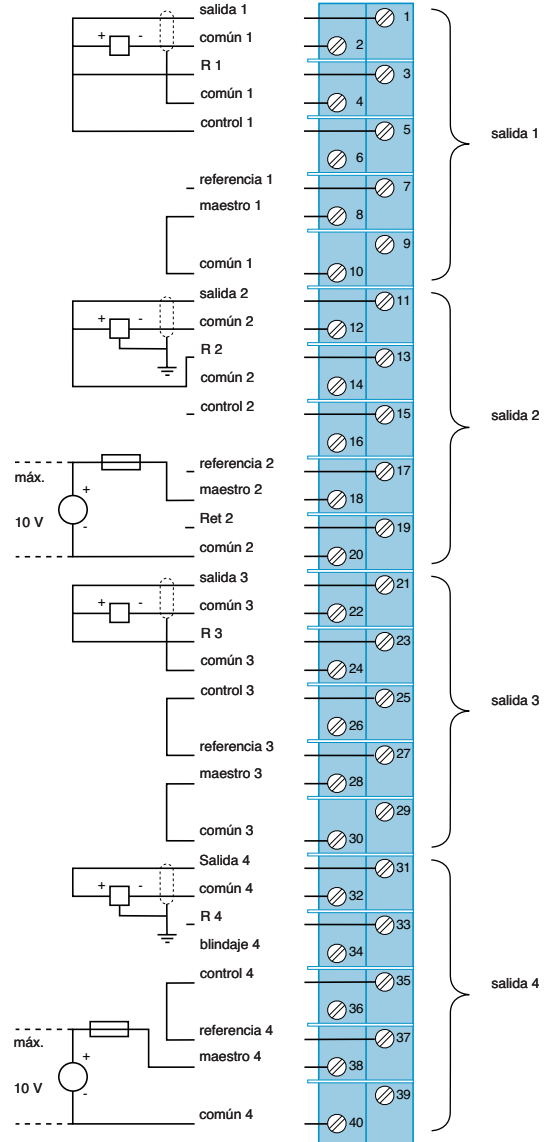 salida 1
1
+ -
común 1
2
R 1
3
común 1
4
control 1
5
salida 1
6
referencia 1
7
maestro 1
8
9
común 1
10
salida 2
11
+ -
común 2
12
R 2
13
común 2
14
control 2
15
salida 2
16
referencia 2
17
máx.
+
maestro 2
18
10 V
-
Ret 2
19
común 2
20
salida 3
21
+ -
común 3
22
R 3
23
común 3
24
control 3
25
salida 3
26
referencia 3
27
maestro 3
28
29
común 3
30
Salida 4
31
+ -
común 4
32
R 4
33
blindaje 4
34
control 4
35
salida 4
36
referencia 4
37
máx.
+
maestro 4
38
10 V
-
39
común 4
40